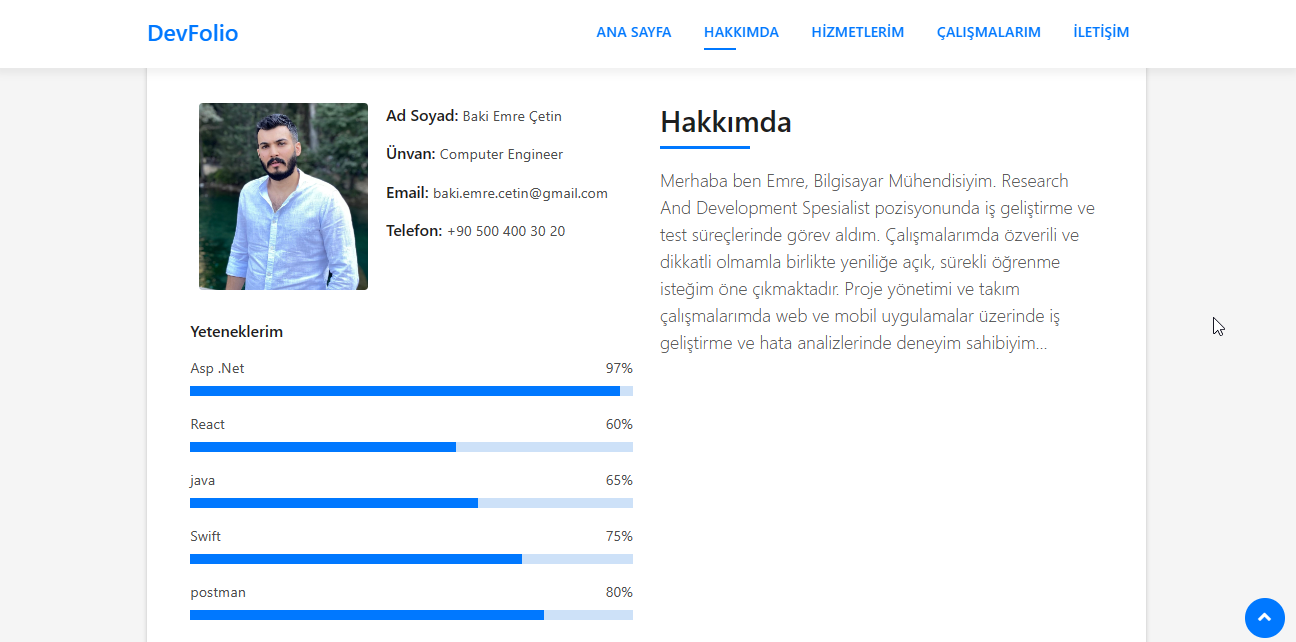 DevFolio
ANA SAYFA
HAKKIMDA
HİZMETLERİM
ÇALIŞMALARIM
İLETİŞİM
Ad Soyad: Baki Emre Çetin
Ünvan: Computer Engineer
Email: baki.emre.cetin@gmail.com
Telefon: +90 500 400 30 20
Yeteneklerim
Asp .Net 97%
React 60%
java 65%
Swift 75%
postman 80%
Hakkımda
Merhaba ben Emre, Bilgisayar Mühendisiyim. Research
And Development Spesialist pozisyonunda iş geliştirme ve
test süreçlerinde görev aldım. Çalışmalarımda özverili ve
dikkatli olmamla birlikte yeniliğe açık, sürekli öğrenme
isteğim öne çıkmaktadır. Proje yönetimi ve takım
çalışmalarımda web ve mobil uygulamalar üzerinde iş
geliştirme ve hata analizlerinde deneyim sahibiyim...